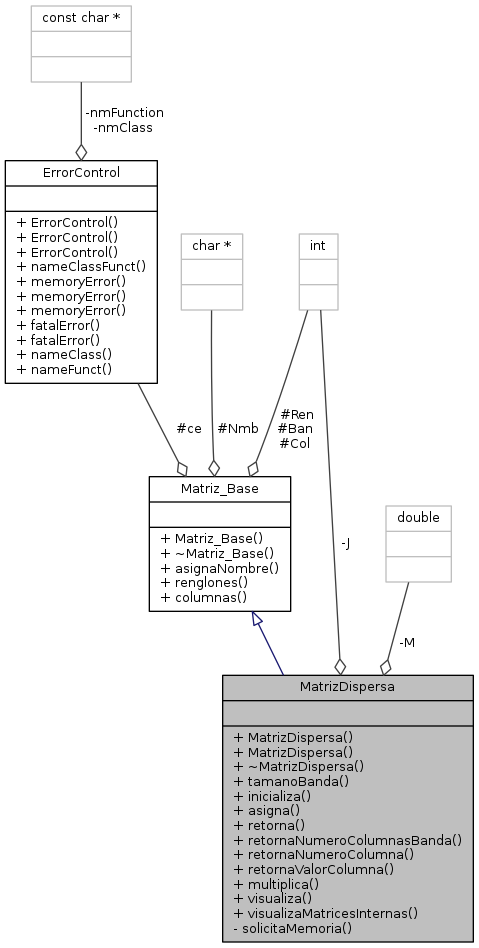 const char *
-nmFunction
-nmClass
ErrorControl
+ ErrorControl()
+ ErrorControl()
+ ErrorControl()
+ nameClassFunct()
+ memoryError()
+ memoryError()
+ memoryError()
+ fatalError()
+ fatalError()
+ nameClass()
+ nameFunct()
char *
int
#ce
#Nmb
#Ren
#Ban
#Col
Matriz_Base
+ Matriz_Base()
+ ~Matriz_Base()
+ asignaNombre()
+ renglones()
+ columnas()
double
-J
-M
MatrizDispersa
+ MatrizDispersa()
+ MatrizDispersa()
+ ~MatrizDispersa()
+ tamanoBanda()
+ inicializa()
+ asigna()
+ retorna()
+ retornaNumeroColumnasBanda()
+ retornaNumeroColumna()
+ retornaValorColumna()
+ multiplica()
+ visualiza()
+ visualizaMatricesInternas()
- solicitaMemoria()